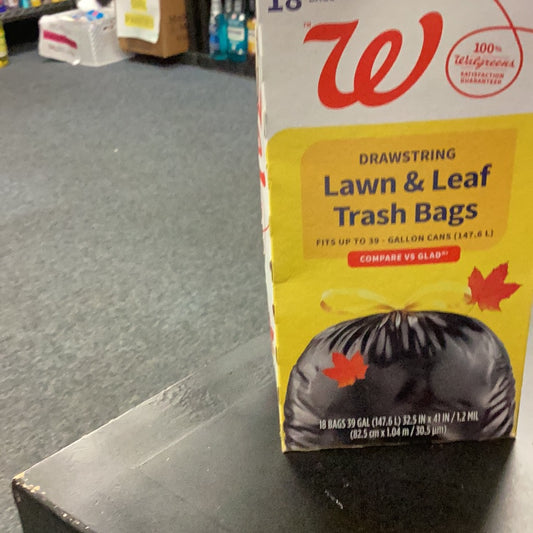 18
W
100%
Walgreens
SATISFACTION
GUARANTEED
DRAWSTRING
Lawn & Leaf
Trash Bags
FITS UP TO 39 - GALLON CANS (147.6 L)
COMPARE VS GLAD®†
18 BAGS 39 GAL (147.6 L) 32.5 IN x 41 IN / 1.2 MIL
(82.5 cm x 1.04 m / 30.5 µm)